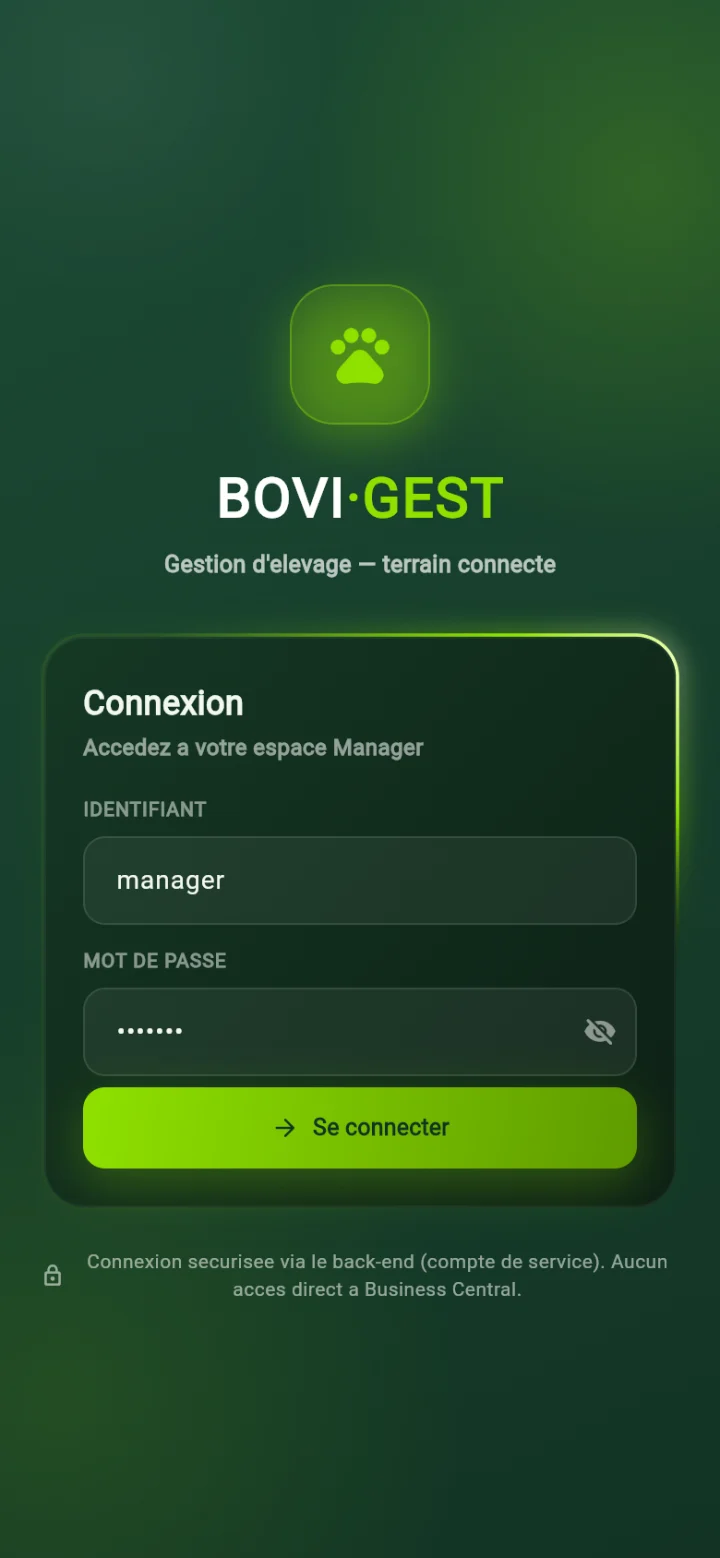 BOVI·GEST
Gestion d'elevage — terrain connecte
Connexion
Accedez a votre espace Manager
IDENTIFIANT
manager
MOT DE PASSE
•••••••
Se connecter
Connexion securisee via le back-end (compte de service). Aucun
acces direct a Business Central.